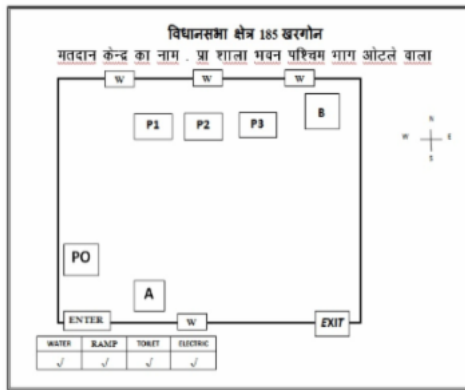 विधानसभा क्षेत्र 185 खरगोन
मतदान केन्द्र का नाम . प्रा शाला भवन पश्चिम भाग ओटले वाला
W W W
P1 P2 P3 B
N
W E
S
PO
A
ENTER W EXIT
WATER RAMP TOILET ELECTRIC
√ √ √ √